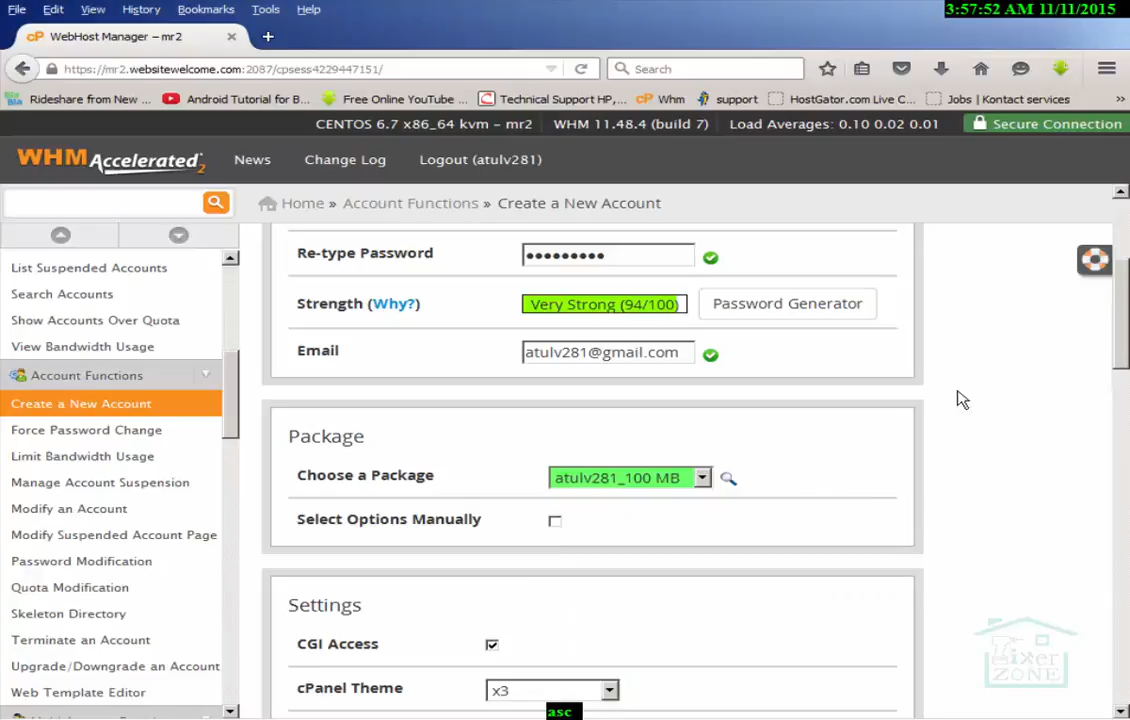 File Edit View History Bookmarks Tools Help
3:57:52 AM 11/11/2015
cP WebHost Manager – mr2
https://mr2.websitewelcome.com:2087/cpsess4229447151/
Search
Rideshare from New ...
Android Tutorial for B...
Free Online YouTube ...
Technical Support HP,...
cP Whm
support
HostGator.com Live C...
Jobs | Kontact services
CENTOS 6.7 x86_64 kvm – mr2
WHM 11.48.4 (build 7)
Load Averages: 0.10 0.02 0.01
Secure Connection
WHM Accelerated2
News
Change Log
Logout (atulv281)
Home » Account Functions » Create a New Account
List Suspended Accounts
Search Accounts
Show Accounts Over Quota
View Bandwidth Usage
Account Functions
Create a New Account
Force Password Change
Limit Bandwidth Usage
Manage Account Suspension
Modify an Account
Modify Suspended Account Page
Password Modification
Quota Modification
Skeleton Directory
Terminate an Account
Upgrade/Downgrade an Account
Web Template Editor
Re-type Password
Strength (Why?)
Very Strong (94/100)
Password Generator
Email
atulv281@gmail.com
Package
Choose a Package
atulv281_100 MB
Select Options Manually
Settings
CGI Access
cPanel Theme
x3
asc
Fixer
ZONE